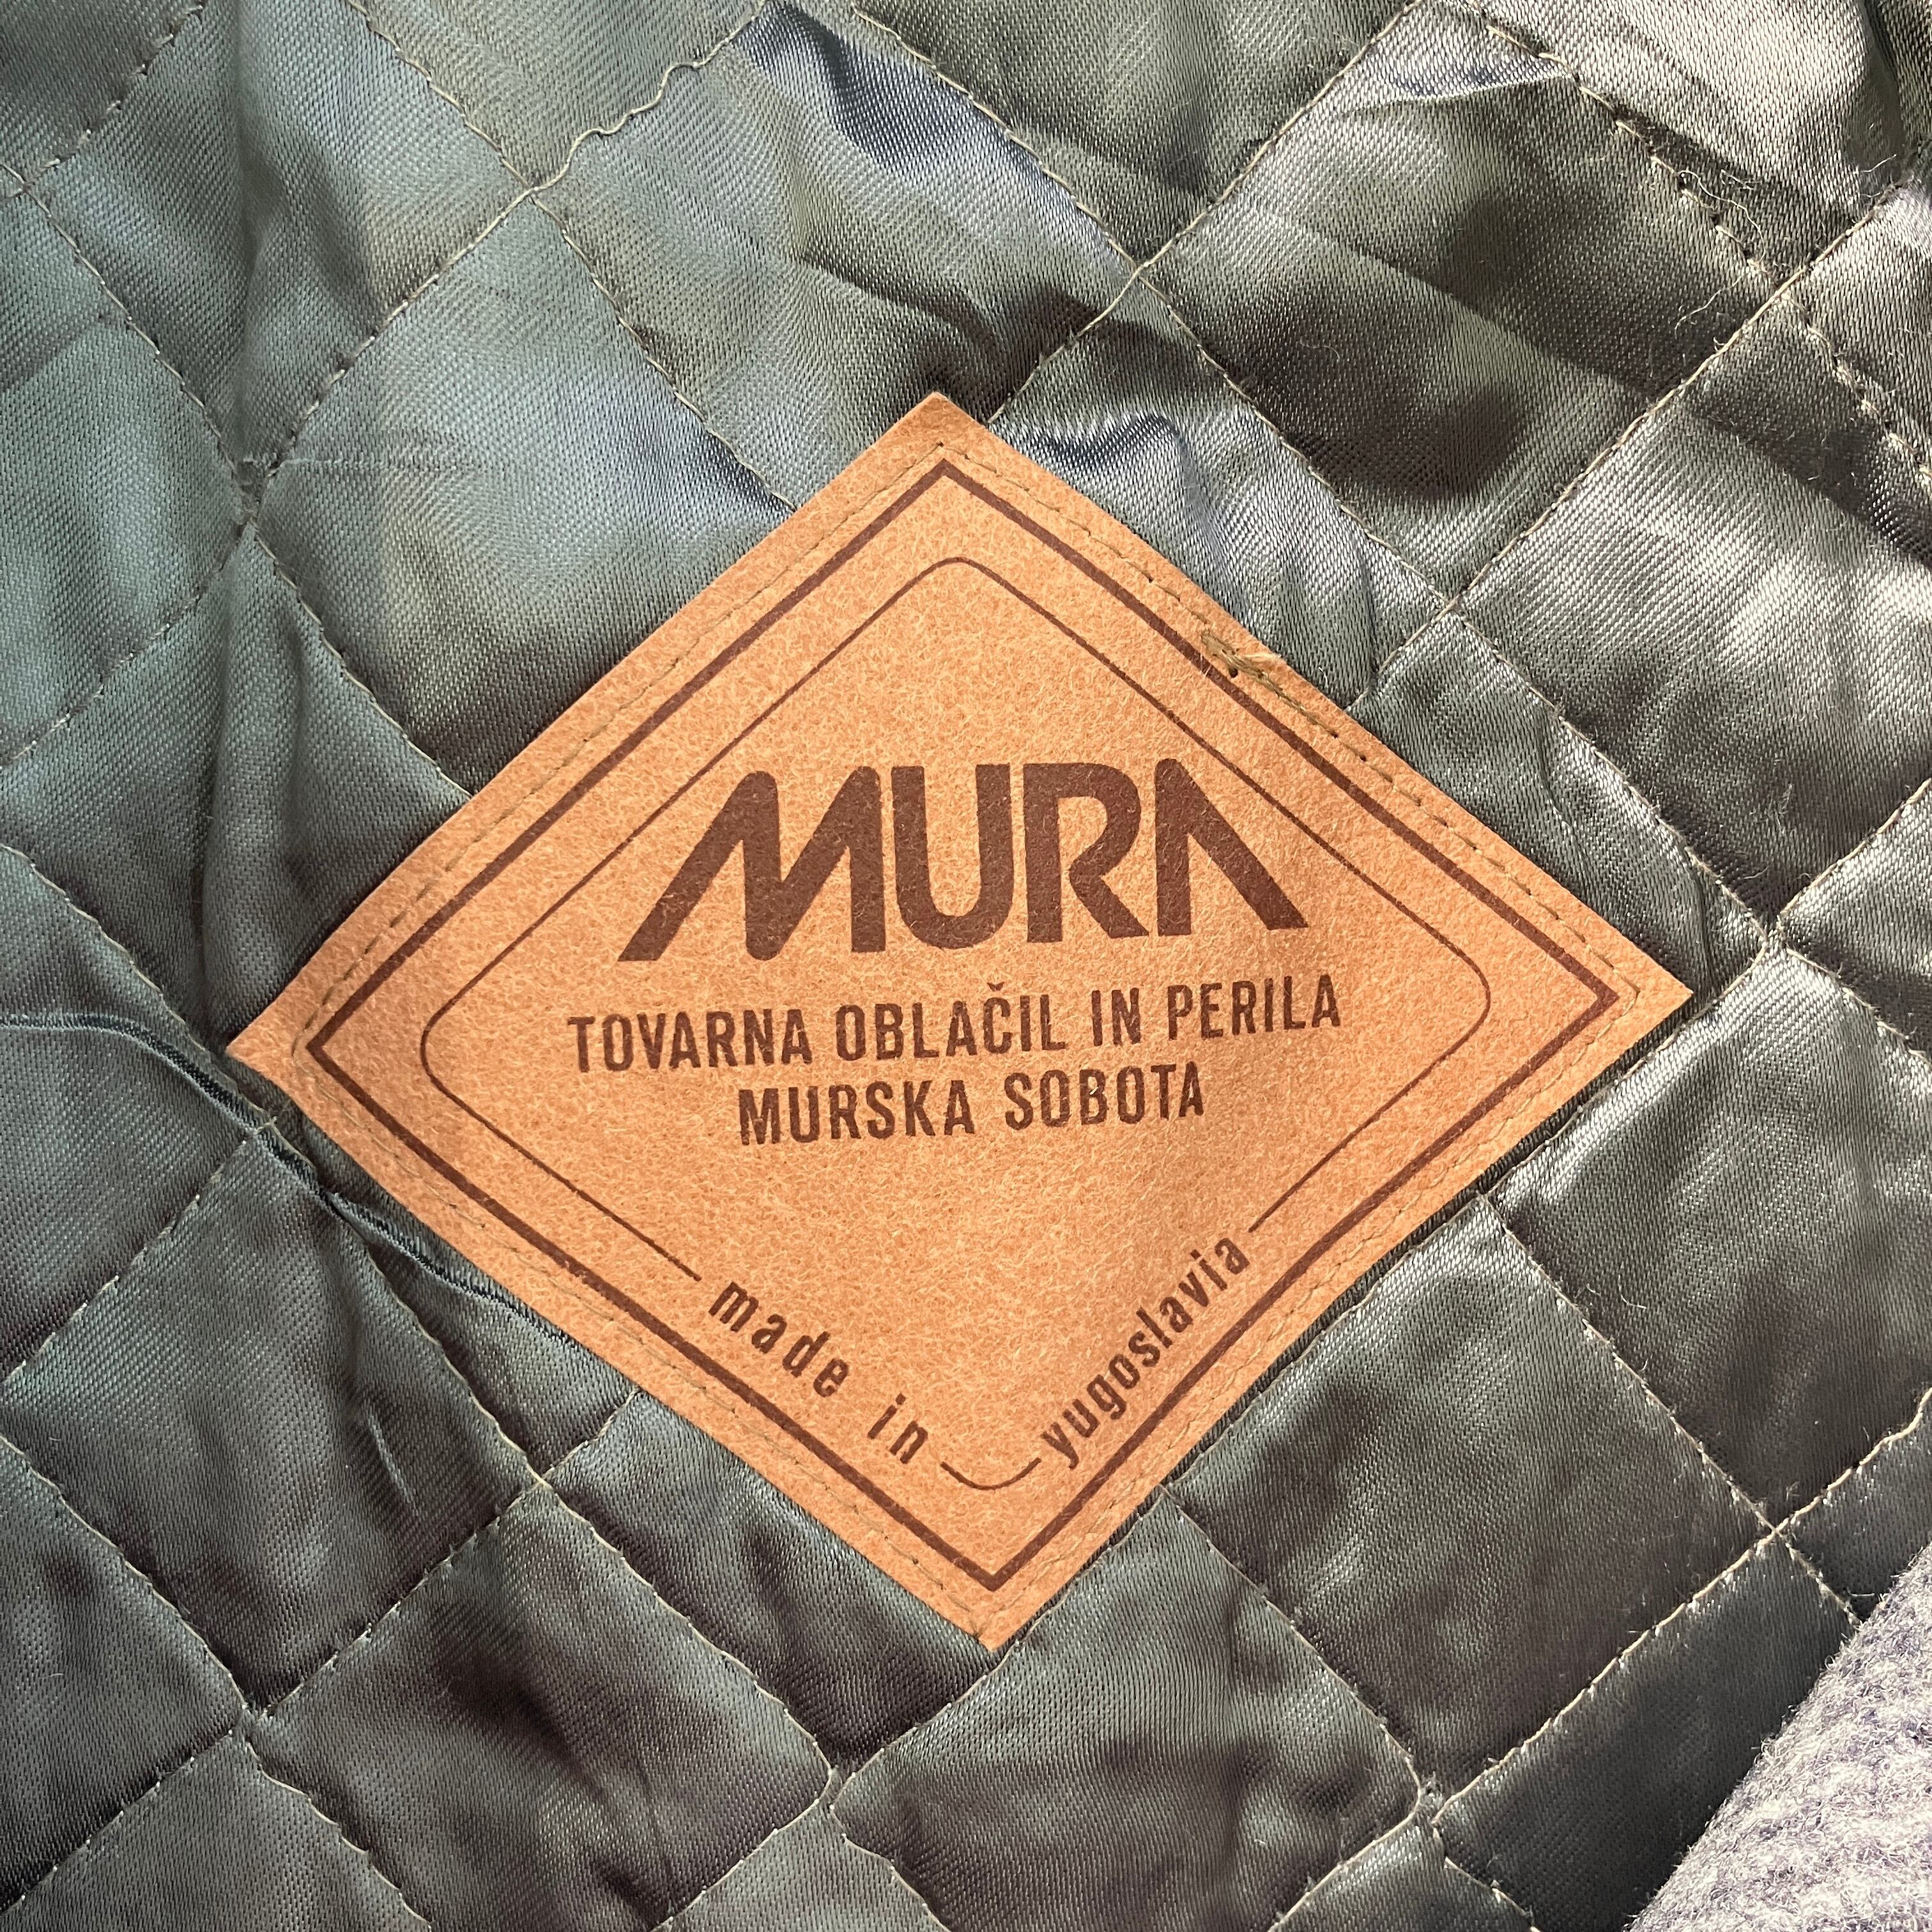 MURA
TOVARNA OBLAČIL IN PERILA
MURSKA SOBOTA
made in yugoslavia